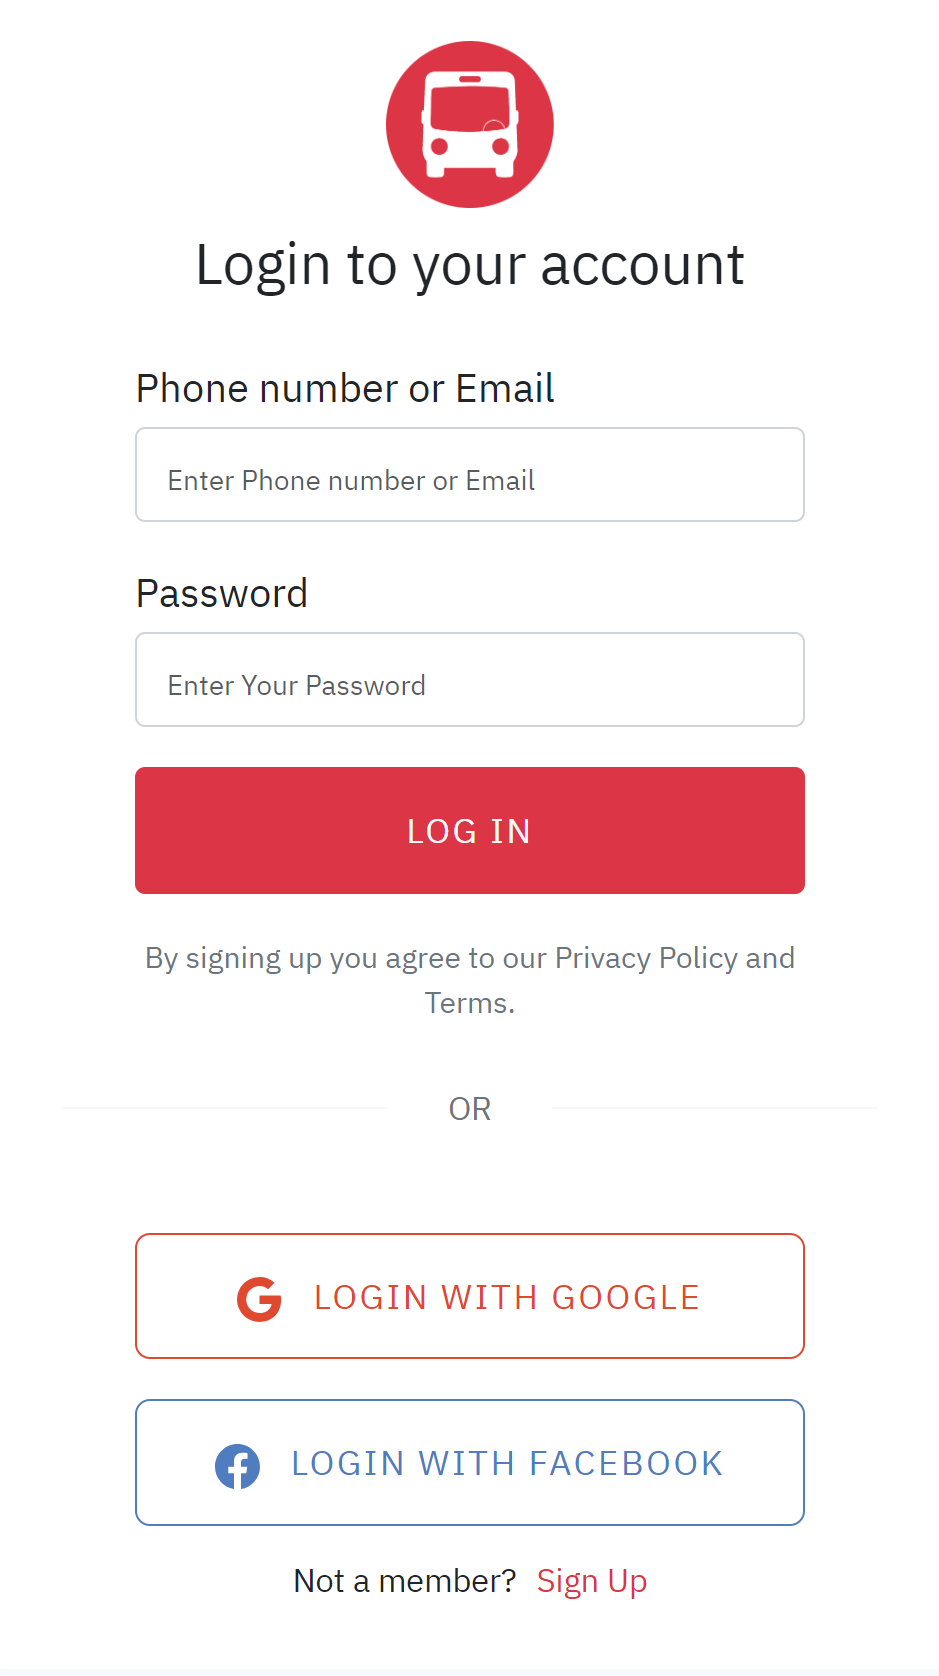 Login to your account
Phone number or Email
Enter Phone number or Email
Password
Enter Your Password
LOG IN
By signing up you agree to our Privacy Policy and
Terms.
OR
LOGIN WITH GOOGLE
LOGIN WITH FACEBOOK
Not a member? Sign Up